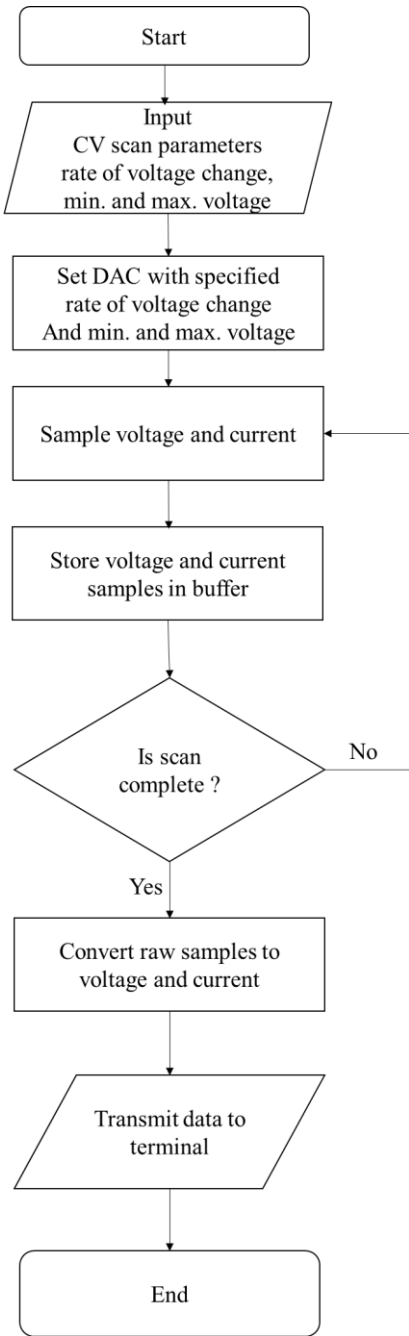 Start
Input
CV scan parameters
rate of voltage change,
min. and max. voltage
Set DAC with specified
rate of voltage change
And min. and max. voltage
Sample voltage and current
Store voltage and current
samples in buffer
Is scan
complete ?
No
Yes
Convert raw samples to
voltage and current
Transmit data to
terminal
End